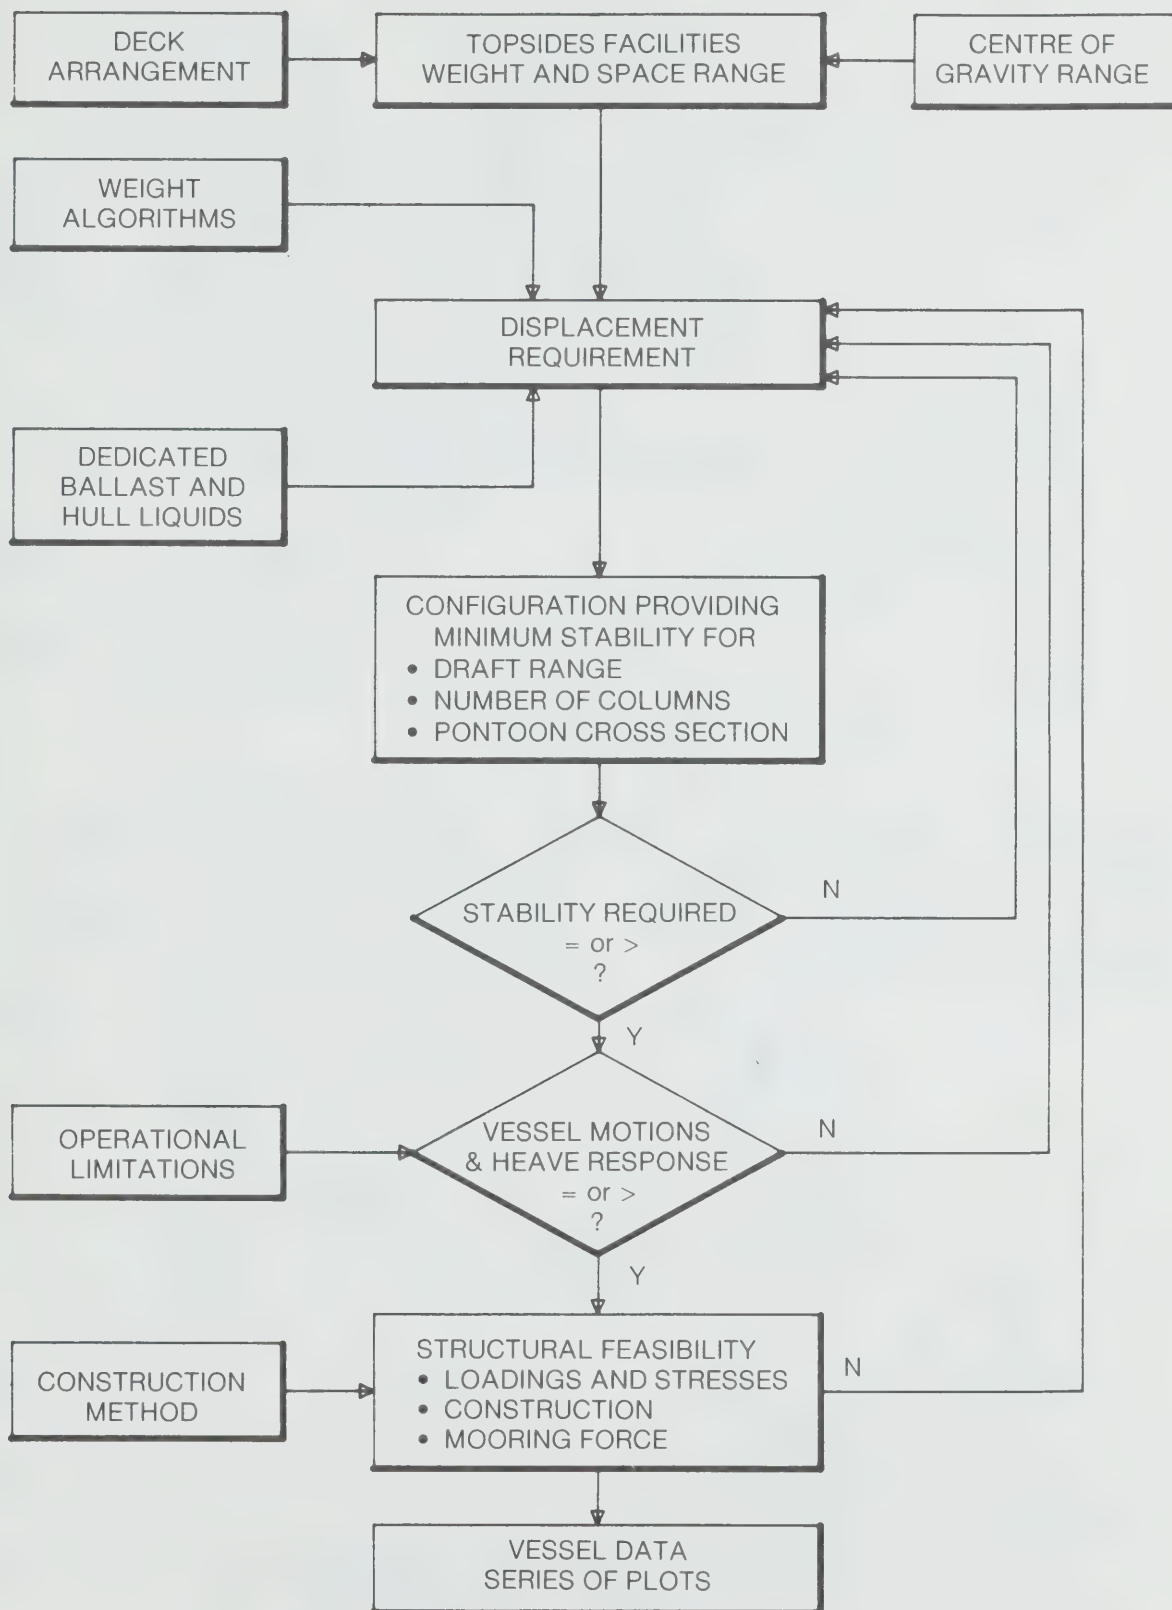 DECK
ARRANGEMENT
TOPSIDES FACILITIES
WEIGHT AND SPACE RANGE
CENTRE OF
GRAVITY RANGE
WEIGHT
ALGORITHMS
DISPLACEMENT
REQUIREMENT
DEDICATED
BALLAST AND
HULL LIQUIDS
CONFIGURATION PROVIDING
MINIMUM STABILITY FOR
• DRAFT RANGE
• NUMBER OF COLUMNS
• PONTOON CROSS SECTION
STABILITY REQUIRED
= or >
?
N
Y
OPERATIONAL
LIMITATIONS
VESSEL MOTIONS
& HEAVE RESPONSE
= or >
?
N
Y
CONSTRUCTION
METHOD
STRUCTURAL FEASIBILITY
• LOADINGS AND STRESSES
• CONSTRUCTION
• MOORING FORCE
N
VESSEL DATA
SERIES OF PLOTS